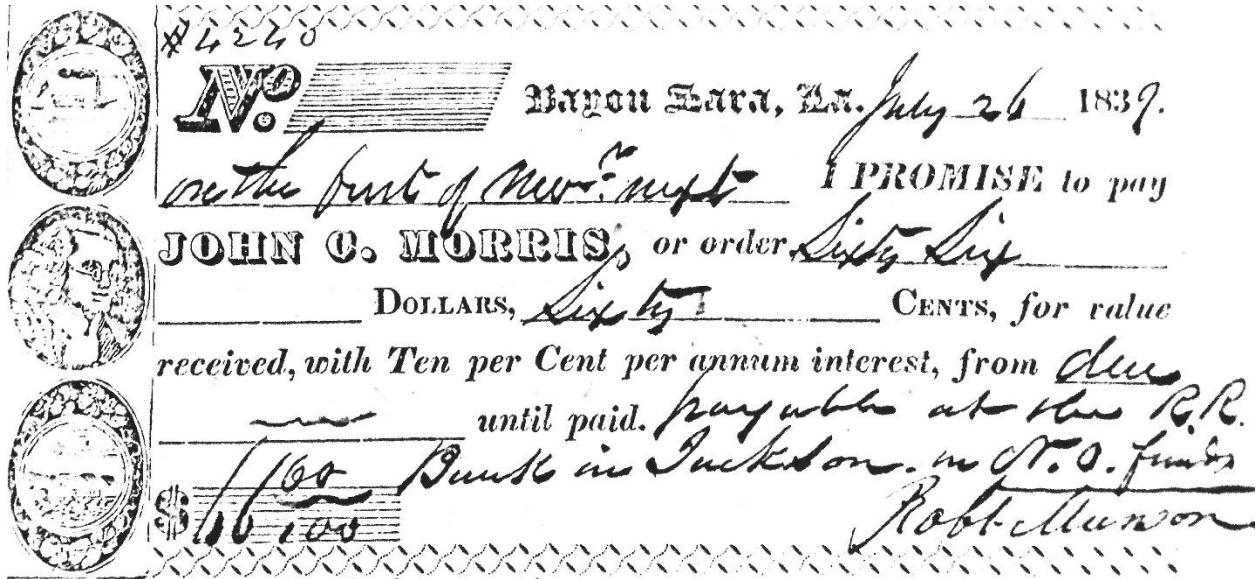 #4240
No. Bayou Sara, La. July 26 1839.
on the first of Novr. next I PROMISE to pay
JOHN C. MORRIS, or order Sixty Six
DOLLARS, Sixty CENTS, for value
received, with Ten per Cent per annum interest, from due
until paid. payable at the R.R.
$66 60/100 Bank in Jackson. in N.O. funds
Robt Munson